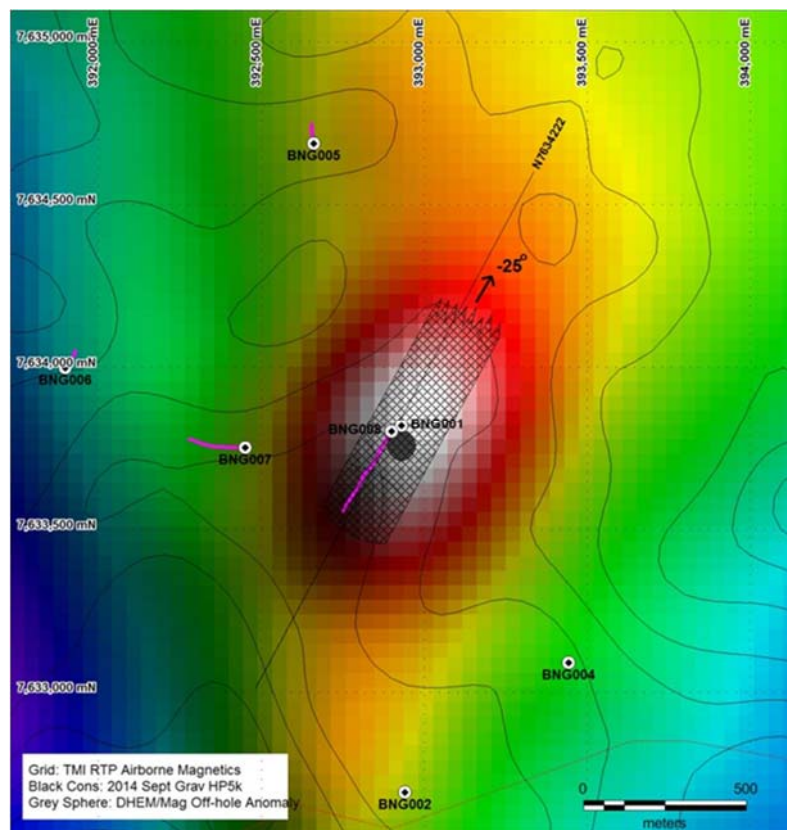 392,000 mE
392,500 mE
393,000 mE
393,500 mE
394,000 mE
7,635,000 mN
BNG005
N7634222
7,634,500 mN
-25°
7,634,000 mN
BNG006
BNG008
BNG001
BNG007
7,633,500 mN
BNG004
7,633,000 mN
Grid: TMI RTP Airborne Magnetics
Black Cons: 2014 Sept Grav HP5k
Grey Sphere: DHEM/Mag Off-hole Anomaly
BNG002
0 500
meters